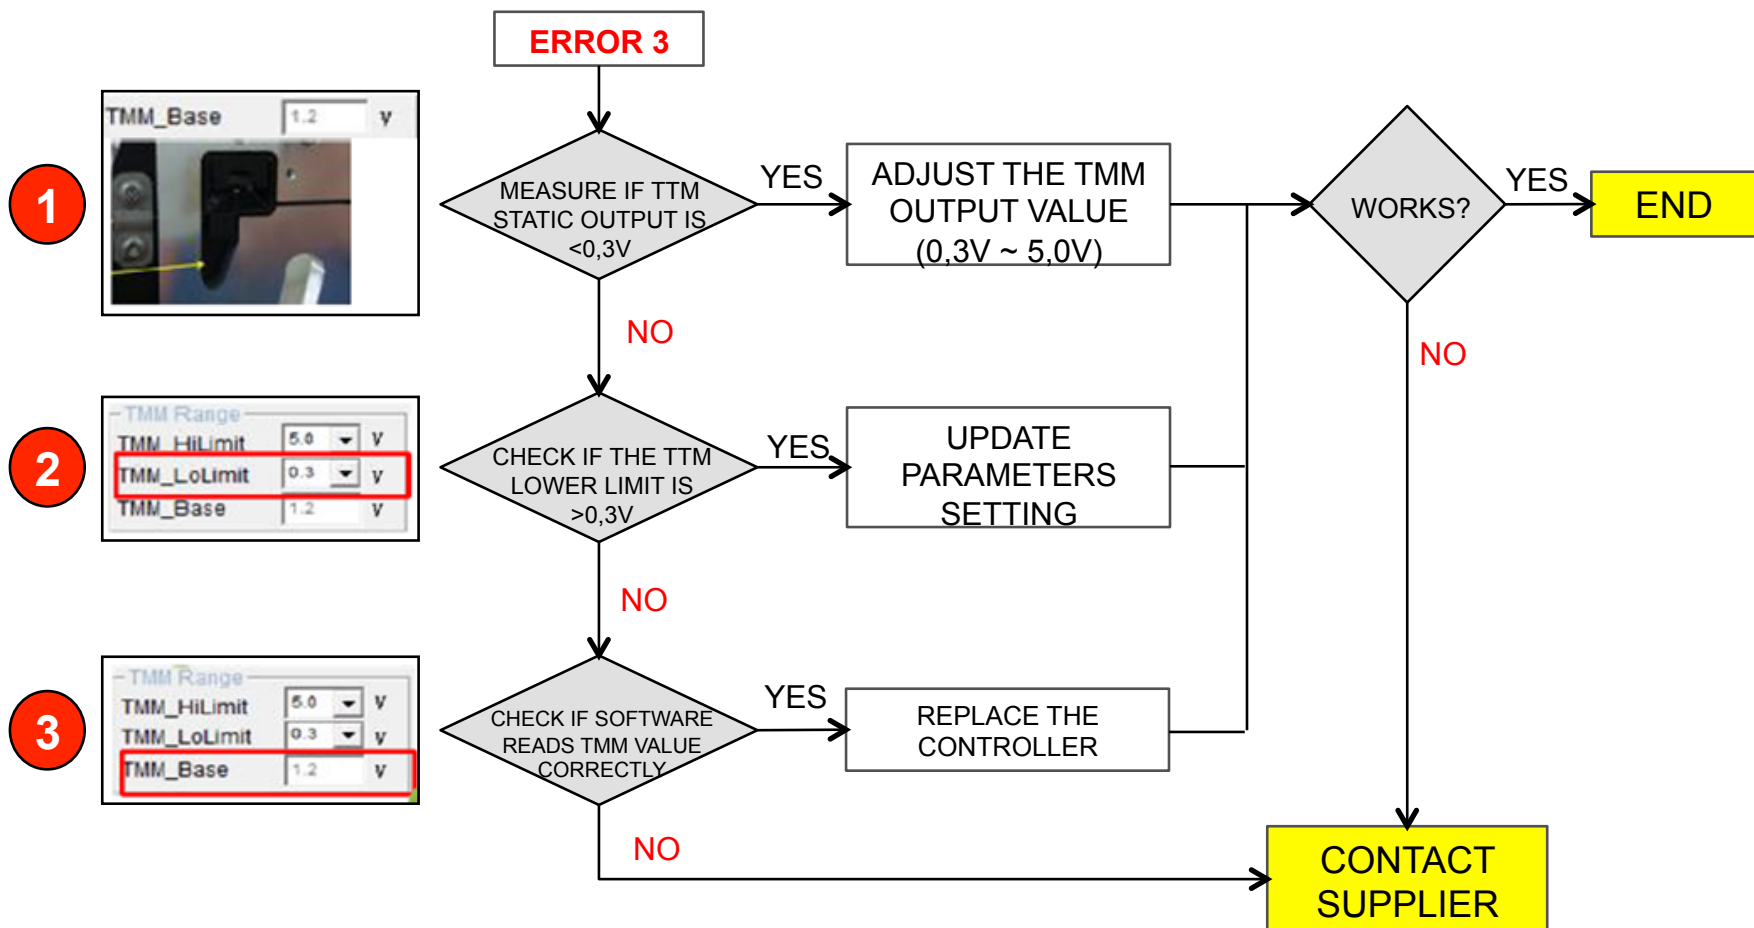 ERROR 3
1
TMM_Base 1.2 V
MEASURE IF TTM
STATIC OUTPUT IS
<0,3V
YES
ADJUST THE TMM
OUTPUT VALUE
(0,3V ~ 5,0V)
WORKS?
YES
END
NO
NO
2
TMM Range
TMM_HiLimit 5.0 V
TMM_LoLimit 0.3 V
TMM_Base 1.2 V
CHECK IF THE TTM
LOWER LIMIT IS
>0,3V
YES
UPDATE
PARAMETERS
SETTING
NO
3
TMM Range
TMM_HiLimit 5.0 V
TMM_LoLimit 0.3 V
TMM_Base 1.2 V
CHECK IF SOFTWARE
READS TMM VALUE
CORRECTLY
YES
REPLACE THE
CONTROLLER
NO
CONTACT
SUPPLIER